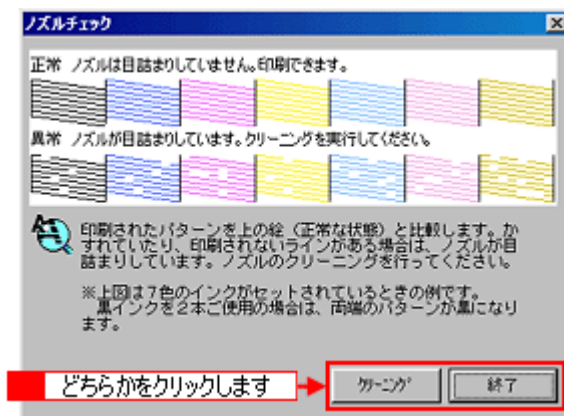 ノズルチェック
正常 ノズルは目詰まりしていません。印刷できます。
異常 ノズルが目詰まりしています。クリーニングを実行してください。
印刷されたパターンを上の絵（正常な状態）と比較します。か
すれていたり、印刷されないラインがある場合は、ノズルが目
詰まりしています。ノズルのクリーニングを行ってください。
※上図は７色のインクがセットされているときの例です。
黒インクを２本ご使用の場合は、両端のパターンが黒になり
ます。
どちらかをクリックします
ｸﾘｰﾆﾝｸﾞ
終了